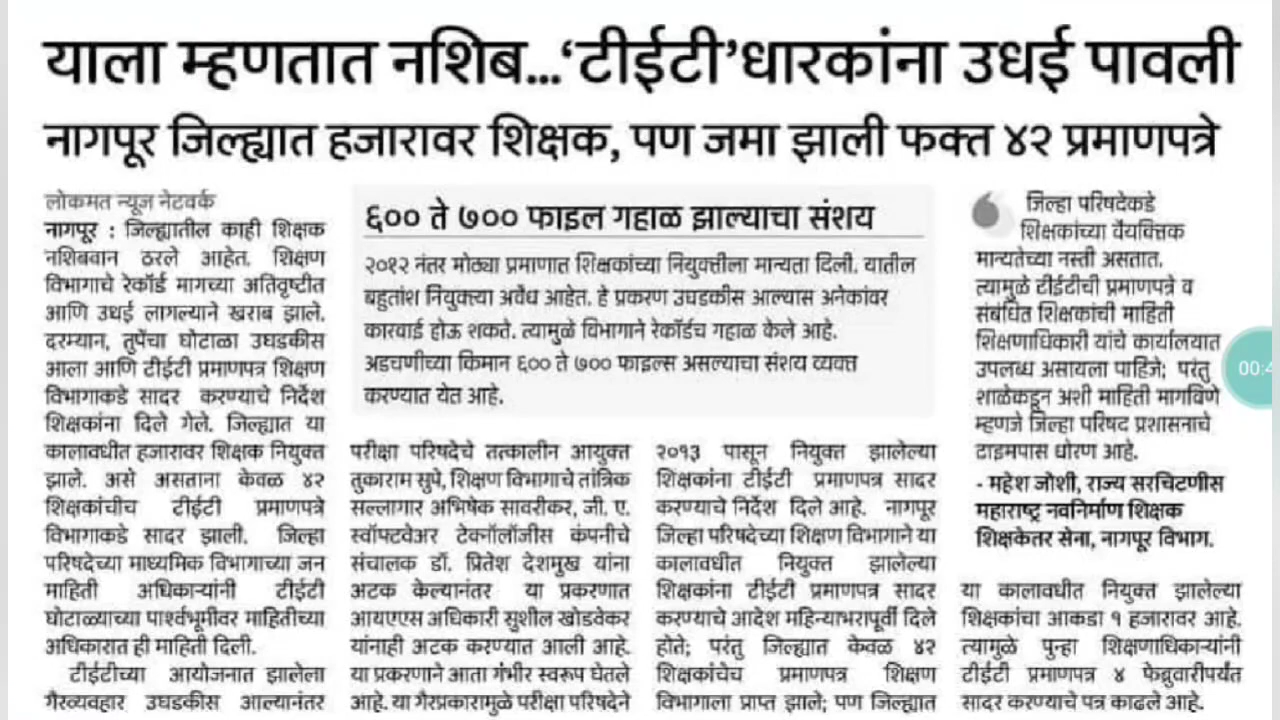 याला म्हणतात नशिब...‘टीईटी’धारकांना उधई पावली
नागपूर जिल्ह्यात हजारावर शिक्षक, पण जमा झाली फक्त ४२ प्रमाणपत्रे
लोकमत न्यूज नेटवर्क
नागपूर : जिल्ह्यातील काही शिक्षक
नशिबवान ठरले आहेत. शिक्षण
विभागाचे रेकॉर्ड मागच्या अतिवृष्टीत
आणि उधई लागल्याने खराब झाले.
दरम्यान, तुपेंचा घोटाळा उघडकीस
आला आणि टीईटी प्रमाणपत्र शिक्षण
विभागाकडे सादर करण्याचे निर्देश
शिक्षकांना दिले गेले. जिल्ह्यात या
कालावधीत हजारावर शिक्षक नियुक्त
झाले. असे असताना केवळ ४२
शिक्षकांचीच टीईटी प्रमाणपत्रे
विभागाकडे सादर झाली. जिल्हा
परिषदेच्या माध्यमिक विभागाच्या जन
माहिती अधिकाऱ्यांनी टीईटी
घोटाळ्याच्या पार्श्वभूमीवर माहितीच्या
अधिकारात ही माहिती दिली.
टीईटीच्या आयोजनात झालेला
गैरव्यवहार उघडकीस आल्यानंतर
६०० ते ७०० फाइल गहाळ झाल्याचा संशय
२०१२ नंतर मोठ्या प्रमाणात शिक्षकांच्या नियुक्तीला मान्यता दिली. यातील
बहुतांश नियुक्त्या अवैध आहेत. हे प्रकरण उघडकीस आल्यास अनेकांवर
कारवाई होऊ शकते. त्यामुळे विभागाने रेकॉर्डच गहाळ केले आहे.
अडचणीच्या किमान ६०० ते ७०० फाइल्स असल्याचा संशय व्यक्त
करण्यात येत आहे.
परीक्षा परिषदेचे तत्कालीन आयुक्त
तुकाराम सुपे, शिक्षण विभागाचे तांत्रिक
सल्लागार अभिषेक सावरीकर, जी. ए.
स्वॉफ्टवेअर टेक्नॉलॉजीस कंपनीचे
संचालक डॉ. प्रितेश देशमुख यांना
अटक केल्यानंतर या प्रकरणात
आयएएस अधिकारी सुशील खोडवेकर
यांनाही अटक करण्यात आली आहे.
या प्रकरणाने आता गंभीर स्वरूप घेतले
आहे. या गैरप्रकारामुळे परीक्षा परिषदेने
२०१३ पासून नियुक्त झालेल्या
शिक्षकांना टीईटी प्रमाणपत्र सादर
करण्याचे निर्देश दिले आहे. नागपूर
जिल्हा परिषदेच्या शिक्षण विभागाने या
कालावधीत नियुक्त झालेल्या
शिक्षकांना टीईटी प्रमाणपत्र सादर
करण्याचे आदेश महिन्याभरापूर्वी दिले
होते; परंतु जिल्ह्यात केवळ ४२
शिक्षकांचेच प्रमाणपत्र शिक्षण
विभागाला प्राप्त झाले; पण जिल्ह्यात
जिल्हा परिषदेकडे
शिक्षकांच्या वैयक्तिक
मान्यतेच्या नस्ती असतात.
त्यामुळे टीईटीची प्रमाणपत्रे व
संबंधित शिक्षकांची माहिती
शिक्षणाधिकारी यांचे कार्यालयात
उपलब्ध असायला पाहिजे; परंतु
शाळेकडून अशी माहिती मागविणे
म्हणजे जिल्हा परिषद प्रशासनाचे
टाइमपास धोरण आहे.
- महेश जोशी, राज्य सरचिटणीस
महाराष्ट्र नवनिर्माण शिक्षक
शिक्षकेतर सेना, नागपूर विभाग.
या कालावधीत नियुक्त झालेल्या
शिक्षकांचा आकडा १ हजारावर आहे.
त्यामुळे पुन्हा शिक्षणाधिकाऱ्यांनी
टीईटी प्रमाणपत्र ४ फेब्रुवारीपर्यंत
सादर करण्याचे पत्र काढले आहे.
00:4